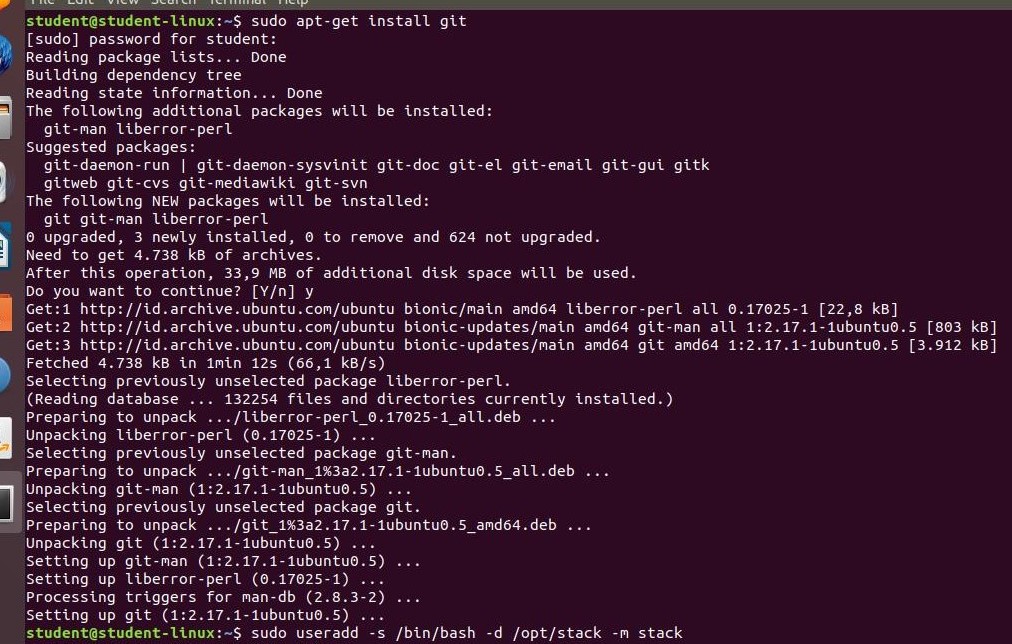 File Edit View Search Terminal Help
student@student-linux:~$ sudo apt-get install git
[sudo] password for student:
Reading package lists... Done
Building dependency tree
Reading state information... Done
The following additional packages will be installed:
  git-man liberror-perl
Suggested packages:
  git-daemon-run | git-daemon-sysvinit git-doc git-el git-email git-gui gitk
  gitweb git-cvs git-mediawiki git-svn
The following NEW packages will be installed:
  git git-man liberror-perl
0 upgraded, 3 newly installed, 0 to remove and 624 not upgraded.
Need to get 4.738 kB of archives.
After this operation, 33,9 MB of additional disk space will be used.
Do you want to continue? [Y/n] y
Get:1 http://id.archive.ubuntu.com/ubuntu bionic/main amd64 liberror-perl all 0.17025-1 [22,8 kB]
Get:2 http://id.archive.ubuntu.com/ubuntu bionic-updates/main amd64 git-man all 1:2.17.1-1ubuntu0.5 [803 kB]
Get:3 http://id.archive.ubuntu.com/ubuntu bionic-updates/main amd64 git amd64 1:2.17.1-1ubuntu0.5 [3.912 kB]
Fetched 4.738 kB in 1min 12s (66,1 kB/s)
Selecting previously unselected package liberror-perl.
(Reading database ... 132254 files and directories currently installed.)
Preparing to unpack .../liberror-perl_0.17025-1_all.deb ...
Unpacking liberror-perl (0.17025-1) ...
Selecting previously unselected package git-man.
Preparing to unpack .../git-man_1%3a2.17.1-1ubuntu0.5_all.deb ...
Unpacking git-man (1:2.17.1-1ubuntu0.5) ...
Selecting previously unselected package git.
Preparing to unpack .../git_1%3a2.17.1-1ubuntu0.5_amd64.deb ...
Unpacking git (1:2.17.1-1ubuntu0.5) ...
Setting up git-man (1:2.17.1-1ubuntu0.5) ...
Setting up liberror-perl (0.17025-1) ...
Processing triggers for man-db (2.8.3-2) ...
Setting up git (1:2.17.1-1ubuntu0.5) ...
student@student-linux:~$ sudo useradd -s /bin/bash -d /opt/stack -m stack